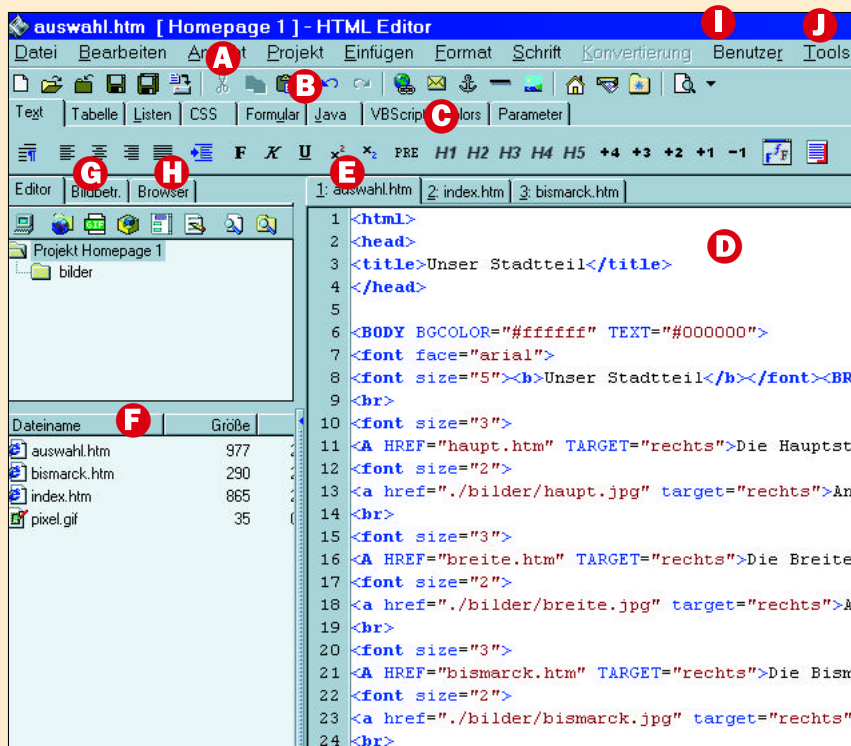 auswahl.htm [ Homepage 1 ] - HTML Editor
I J
Datei Bearbeiten Projekt Einfügen Format Schrift Konvertierung Benutzer Tools
A
B
Text Tabelle Listen CSS Formular Java VBScript C Parameter
F K U x² x₂ PRE H1 H2 H3 H4 H5 +4 +3 +2 +1 -1
G H E
Editor Bildbetr. Browser
1: auswahl.htm 2: index.htm 3: bismarck.htm
Projekt Homepage 1
bilder
D
1 <html>
2 <head>
3 <title>Unser Stadtteil</title>
4 </head>
5
6 <BODY BGCOLOR="#ffffff" TEXT="#000000">
7 <font face="arial">
8 <font size="5"><b>Unser Stadtteil</b></font><BR
9 <br>
10 <font size="3">
11 <A HREF="haupt.htm" TARGET="rechts">Die Hauptst
12 <font size="2">
13 <a href="./bilder/haupt.jpg" target="rechts">An
14 <br>
15 <font size="3">
16 <A HREF="breite.htm" TARGET="rechts">Die Breite
17 <font size="2">
18 <a href="./bilder/breite.jpg" target="rechts">A
19 <br>
20 <font size="3">
21 <A HREF="bismarck.htm" TARGET="rechts">Die Bism
22 <font size="2">
23 <a href="./bilder/bismarck.jpg" target="rechts"
24 <br>
F
Dateiname Größe
auswahl.htm 977
bismarck.htm 290
index.htm 865
pixel.gif 35